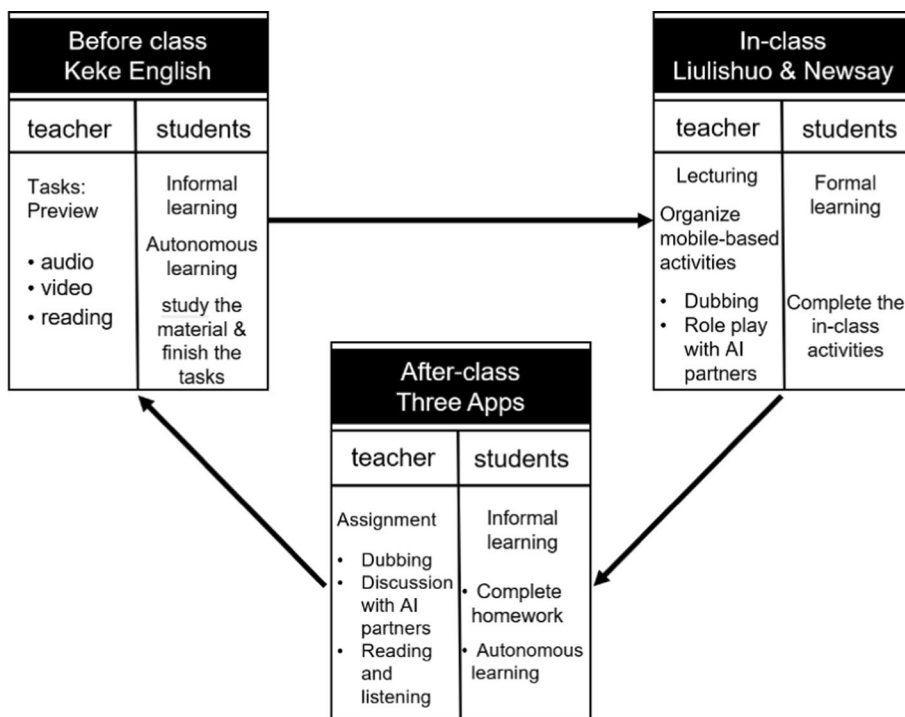 Before class
Keke English
teacher
students
Tasks:
Preview
• audio
• video
• reading
Informal
learning
Autonomous
learning
study the
material &
finish the
tasks
In-class
Liulishuo & Newsay
teacher
students
Lecturing
Organize
mobile-based
activities
• Dubbing
• Role play
with AI
partners
Formal
learning
Complete the
in-class
activities
After-class
Three Apps
teacher
students
Assignment
• Dubbing
• Discussion
with AI
partners
• Reading
and
listening
Informal
learning
• Complete
homework
• Autonomous
learning